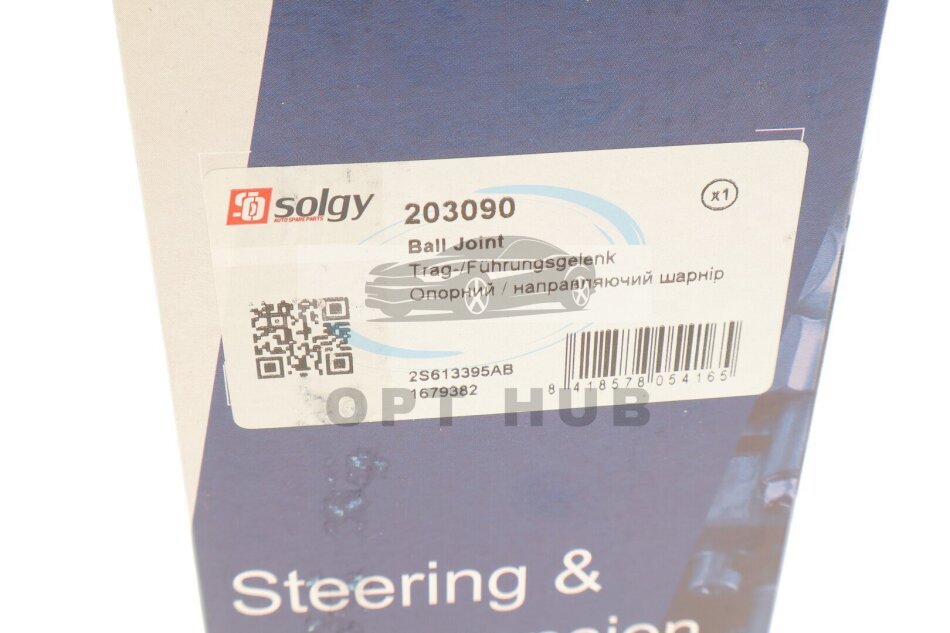 solgy
AUTO SPARE PARTS
203090
x1
Ball Joint
Trag-/Führungsgelenk
Опорний / направляючий шарнір
2S613395AB
1679382
8 418578 054165
OPT HUB
Steering &